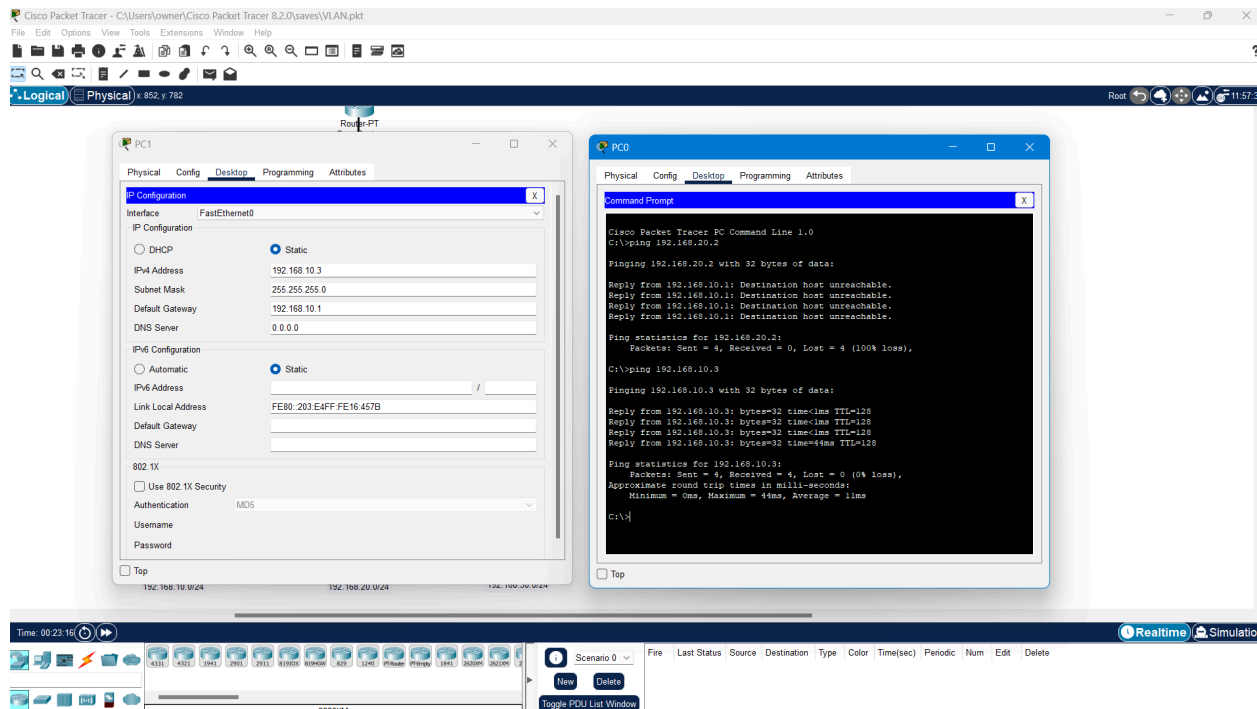 Cisco Packet Tracer - C:\Users\owner\Cisco Packet Tracer 8.2.0\saves\VLAN.pkt
File Edit Options View Tools Extensions Window Help
?
Logical Physical x: 852, y: 782
Root 11:57:3
Router-PT
PC1
Physical Config Desktop Programming Attributes
IP Configuration X
Interface FastEthernet0
IP Configuration
DHCP Static
IPv4 Address 192.168.10.3
Subnet Mask 255.255.255.0
Default Gateway 192.168.10.1
DNS Server 0.0.0.0
IPv6 Configuration
Automatic Static
IPv6 Address /
Link Local Address FE80::203:E4FF:FE16:457B
Default Gateway
DNS Server
802.1X
Use 802.1X Security
Authentication MD5
Username
Password
Top
PC0
Physical Config Desktop Programming Attributes
Command Prompt X
Cisco Packet Tracer PC Command Line 1.0
C:\>ping 192.168.20.2
Pinging 192.168.20.2 with 32 bytes of data:
Reply from 192.168.10.1: Destination host unreachable.
Reply from 192.168.10.1: Destination host unreachable.
Reply from 192.168.10.1: Destination host unreachable.
Reply from 192.168.10.1: Destination host unreachable.
Ping statistics for 192.168.20.2:
Packets: Sent = 4, Received = 0, Lost = 4 (100% loss),
C:\>ping 192.168.10.3
Pinging 192.168.10.3 with 32 bytes of data:
Reply from 192.168.10.3: bytes=32 time<1ms TTL=128
Reply from 192.168.10.3: bytes=32 time<1ms TTL=128
Reply from 192.168.10.3: bytes=32 time<1ms TTL=128
Reply from 192.168.10.3: bytes=32 time=44ms TTL=128
Ping statistics for 192.168.10.3:
Packets: Sent = 4, Received = 4, Lost = 0 (0% loss),
Approximate round trip times in milli-seconds:
Minimum = 0ms, Maximum = 44ms, Average = 11ms
C:\>
Top
192.168.10.0/24 192.168.20.0/24
Time: 00:23:16
Realtime Simulatio
4331 4321 1941 2901 2911 819IOX 819HGW 829 1240 PT-Router PT-Empty 1841 2620XM 2621XM 2
Scenario 0
New Delete
Toggle PDU List Window
Fire Last Status Source Destination Type Color Time(sec) Periodic Num Edit Delete